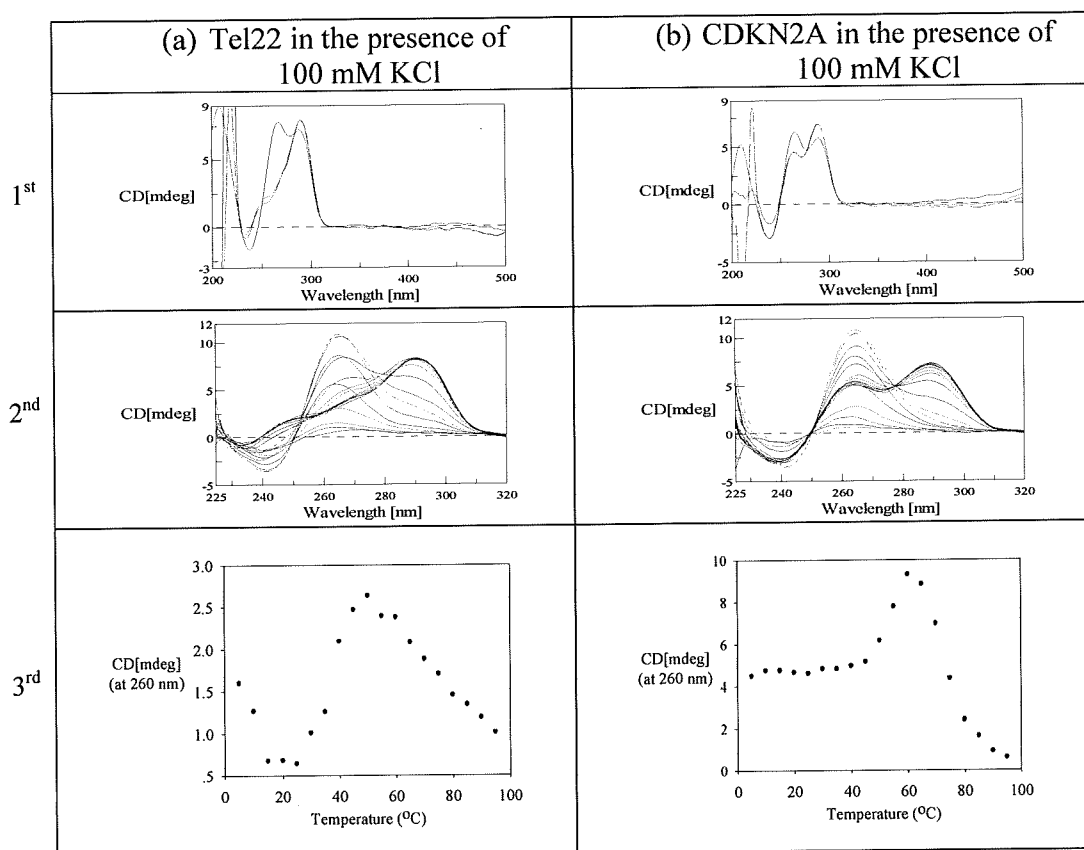 (a) Tel22 in the presence of
100 mM KCl
(b) CDKN2A in the presence of
100 mM KCl
1st
9
5
0
-3
CD[mdeg]
200
300
400
500
Wavelength [nm]
9
5
0
-5
CD[mdeg]
200
300
400
500
Wavelength [nm]
2nd
12
10
5
0
-5
CD[mdeg]
225
240
260
280
300
320
Wavelength [nm]
12
10
5
0
-5
CD[mdeg]
225
240
260
280
300
320
Wavelength [nm]
3rd
3.0
2.5
2.0
1.5
1.0
.5
CD[mdeg]
(at 260 nm)
0
20
40
60
80
100
Temperature (OC)
10
8
6
4
2
0
CD[mdeg]
(at 260 nm)
0
20
40
60
80
100
Temperature (OC)